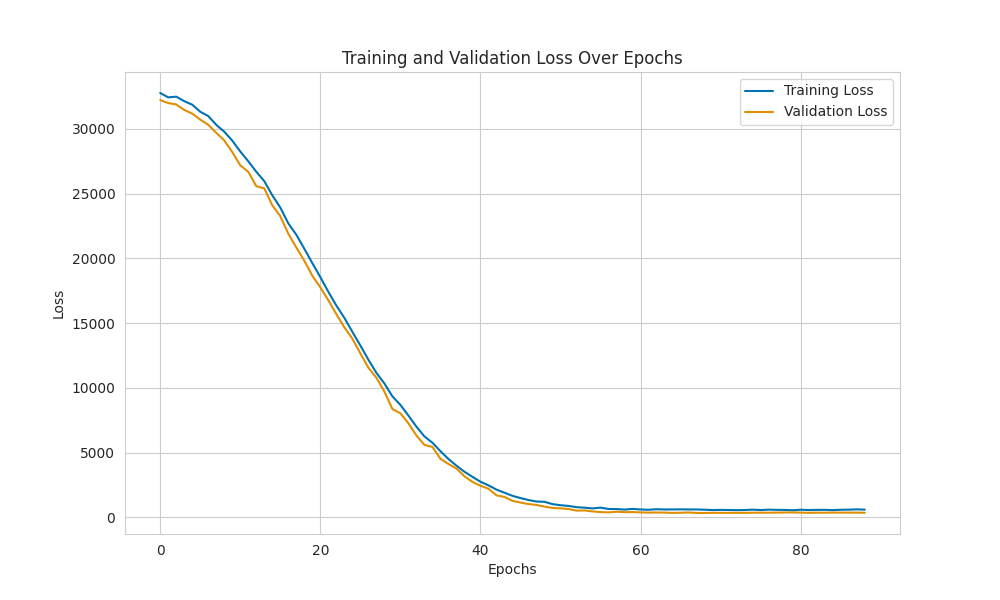 Training and Validation Loss Over Epochs
Training Loss
Validation Loss
30000
25000
20000
15000
10000
5000
0
Loss
0 20 40 60 80
Epochs